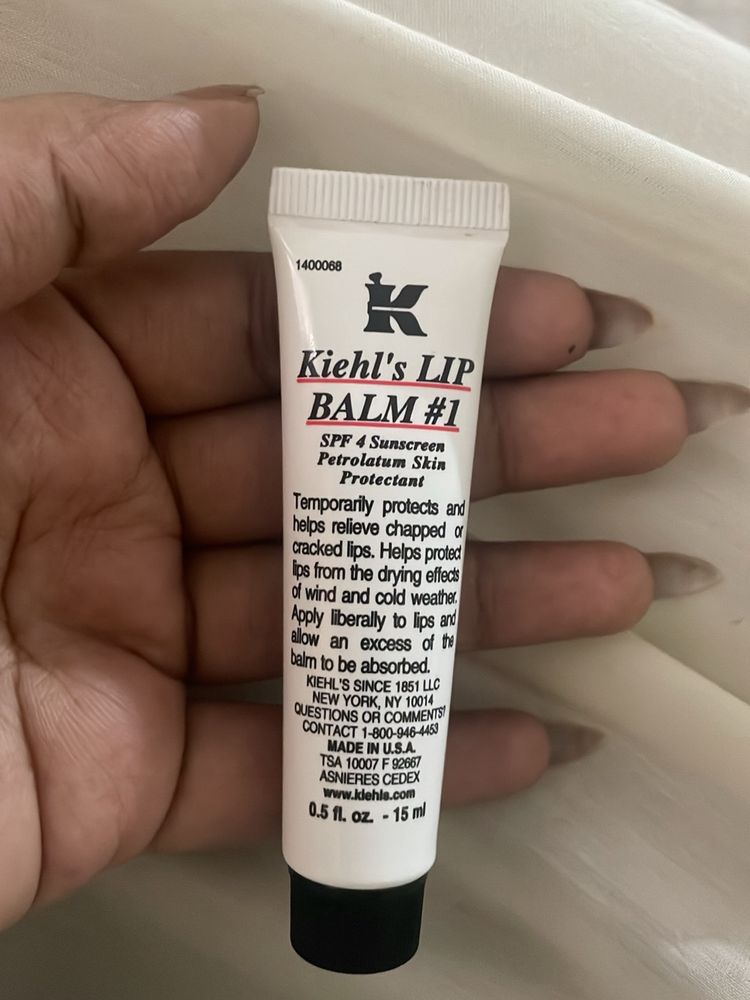 1400068
K
Kiehl's LIP
BALM #1
SPF 4 Sunscreen
Petrolatum Skin
Protectant
Temporarily protects and
helps relieve chapped or
cracked lips. Helps protect
lips from the drying effects
of wind and cold weather.
Apply liberally to lips and
allow an excess of the
balm to be absorbed.
KIEHL'S SINCE 1851 LLC
NEW YORK, NY 10014
QUESTIONS OR COMMENTS?
CONTACT 1-800-946-4453
MADE IN U.S.A.
TSA 10007 F 92667
ASNIERES CEDEX
www.kiehls.com
0.5 fl. oz. - 15 ml